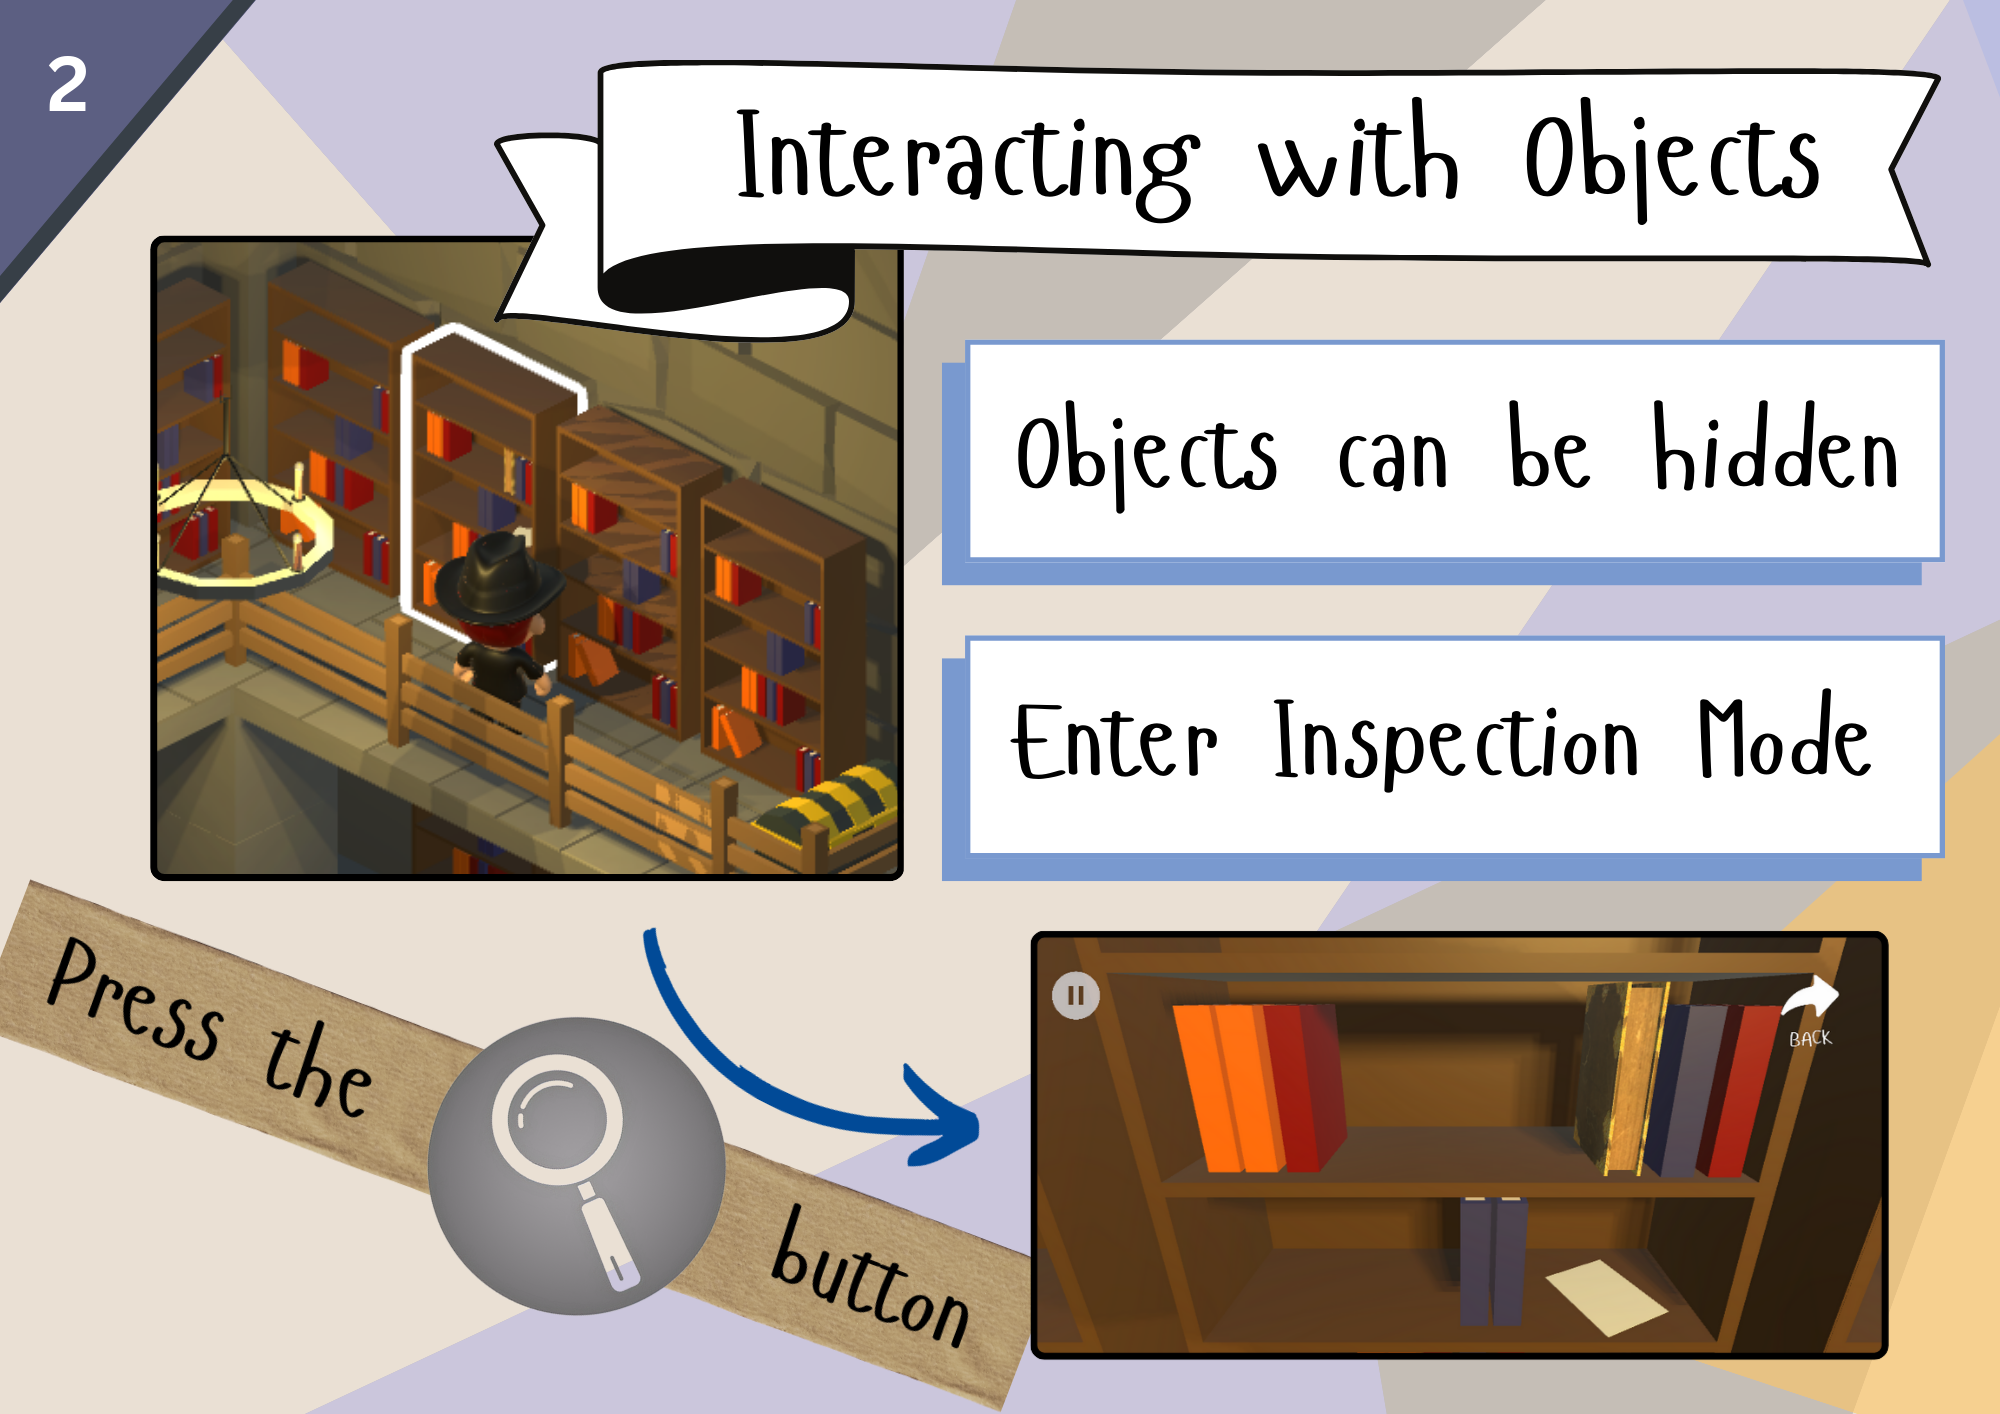 2
Interacting with Objects
Objects can be hidden
Enter Inspection Mode
Press the
button
BACK